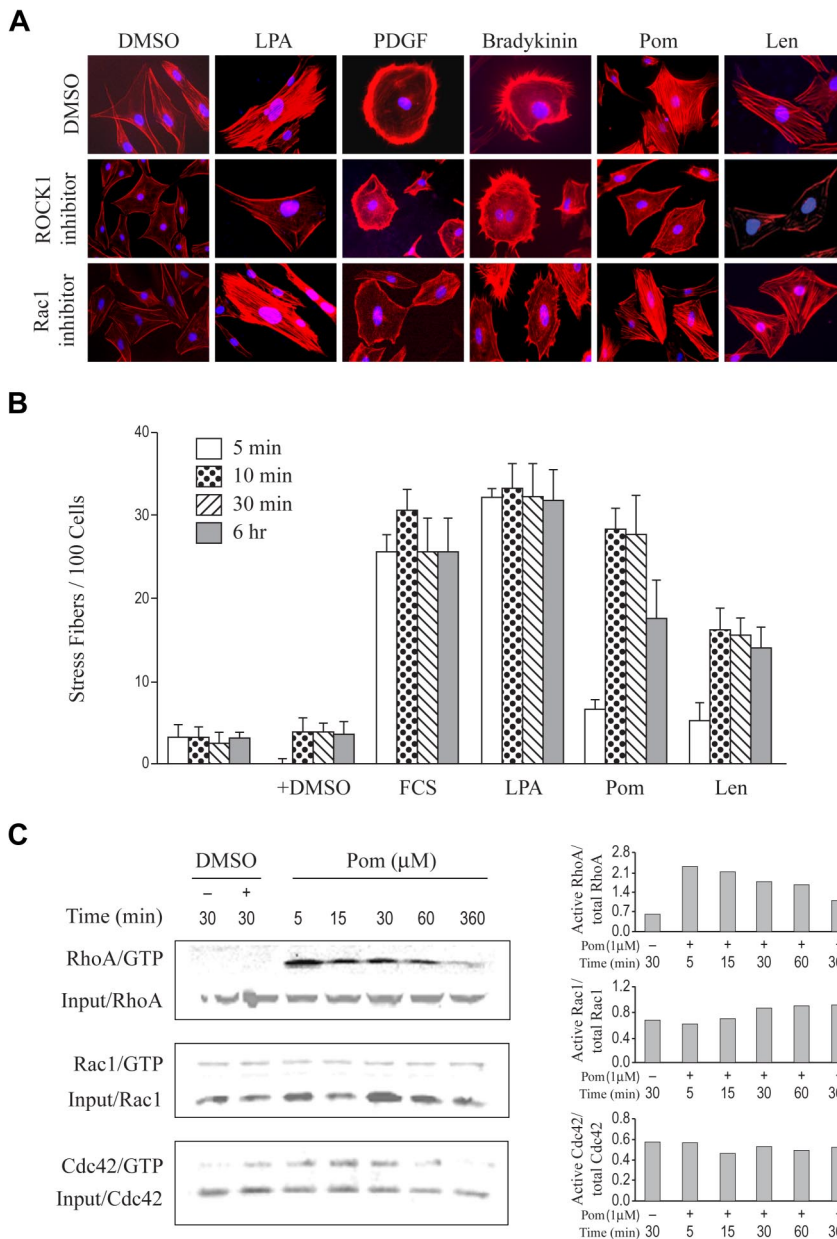 A
DMSO LPA PDGF Bradykinin Pom Len
DMSO
ROCK1
inhibitor
Rac1
inhibitor
B
Stress Fibers / 100 Cells
40
30
20
10
0
5 min
10 min
30 min
6 hr
+DMSO FCS LPA Pom Len
C
DMSO Pom (μM)
– +
Time (min) 30 30 5 15 30 60 360
RhoA/GTP
Input/RhoA
Rac1/GTP
Input/Rac1
Cdc42/GTP
Input/Cdc42
Active RhoA/
total RhoA
2.8
2.1
1.4
0.7
0.0
Pom(1μM) – + + + +
Time (min) 30 5 15 30 60
Active Rac1/
total Rac1
1.2
0.8
0.4
0.0
Pom(1μM) – + + + +
Time (min) 30 5 15 30 60
Active Cdc42/
total Cdc42
0.8
0.6
0.4
0.2
0.0
Pom(1μM) – + + + +
Time (min) 30 5 15 30 60